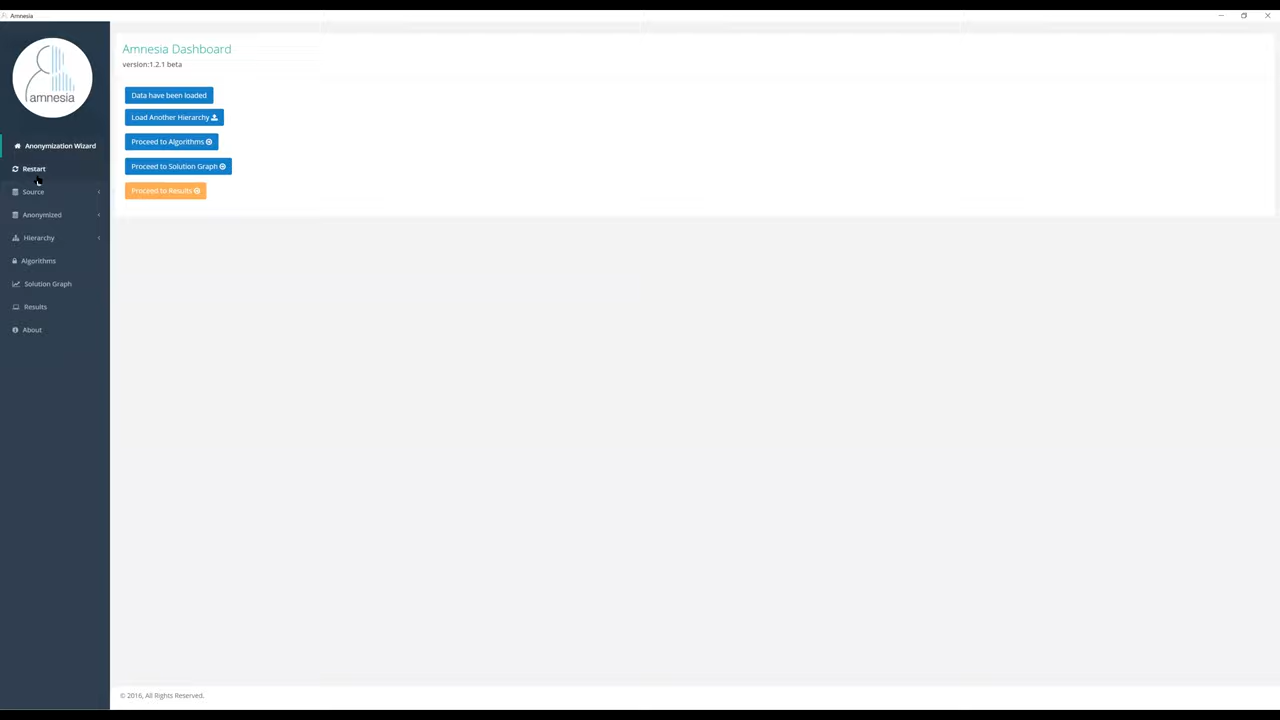 Amnesia
amnesia
Anonymization Wizard
Restart
Source
Anonymized
Hierarchy
Algorithms
Solution Graph
Results
About
Amnesia Dashboard
version:1.2.1 beta
Data have been loaded
Load Another Hierarchy
Proceed to Algorithms
Proceed to Solution Graph
Proceed to Results
© 2016, All Rights Reserved.